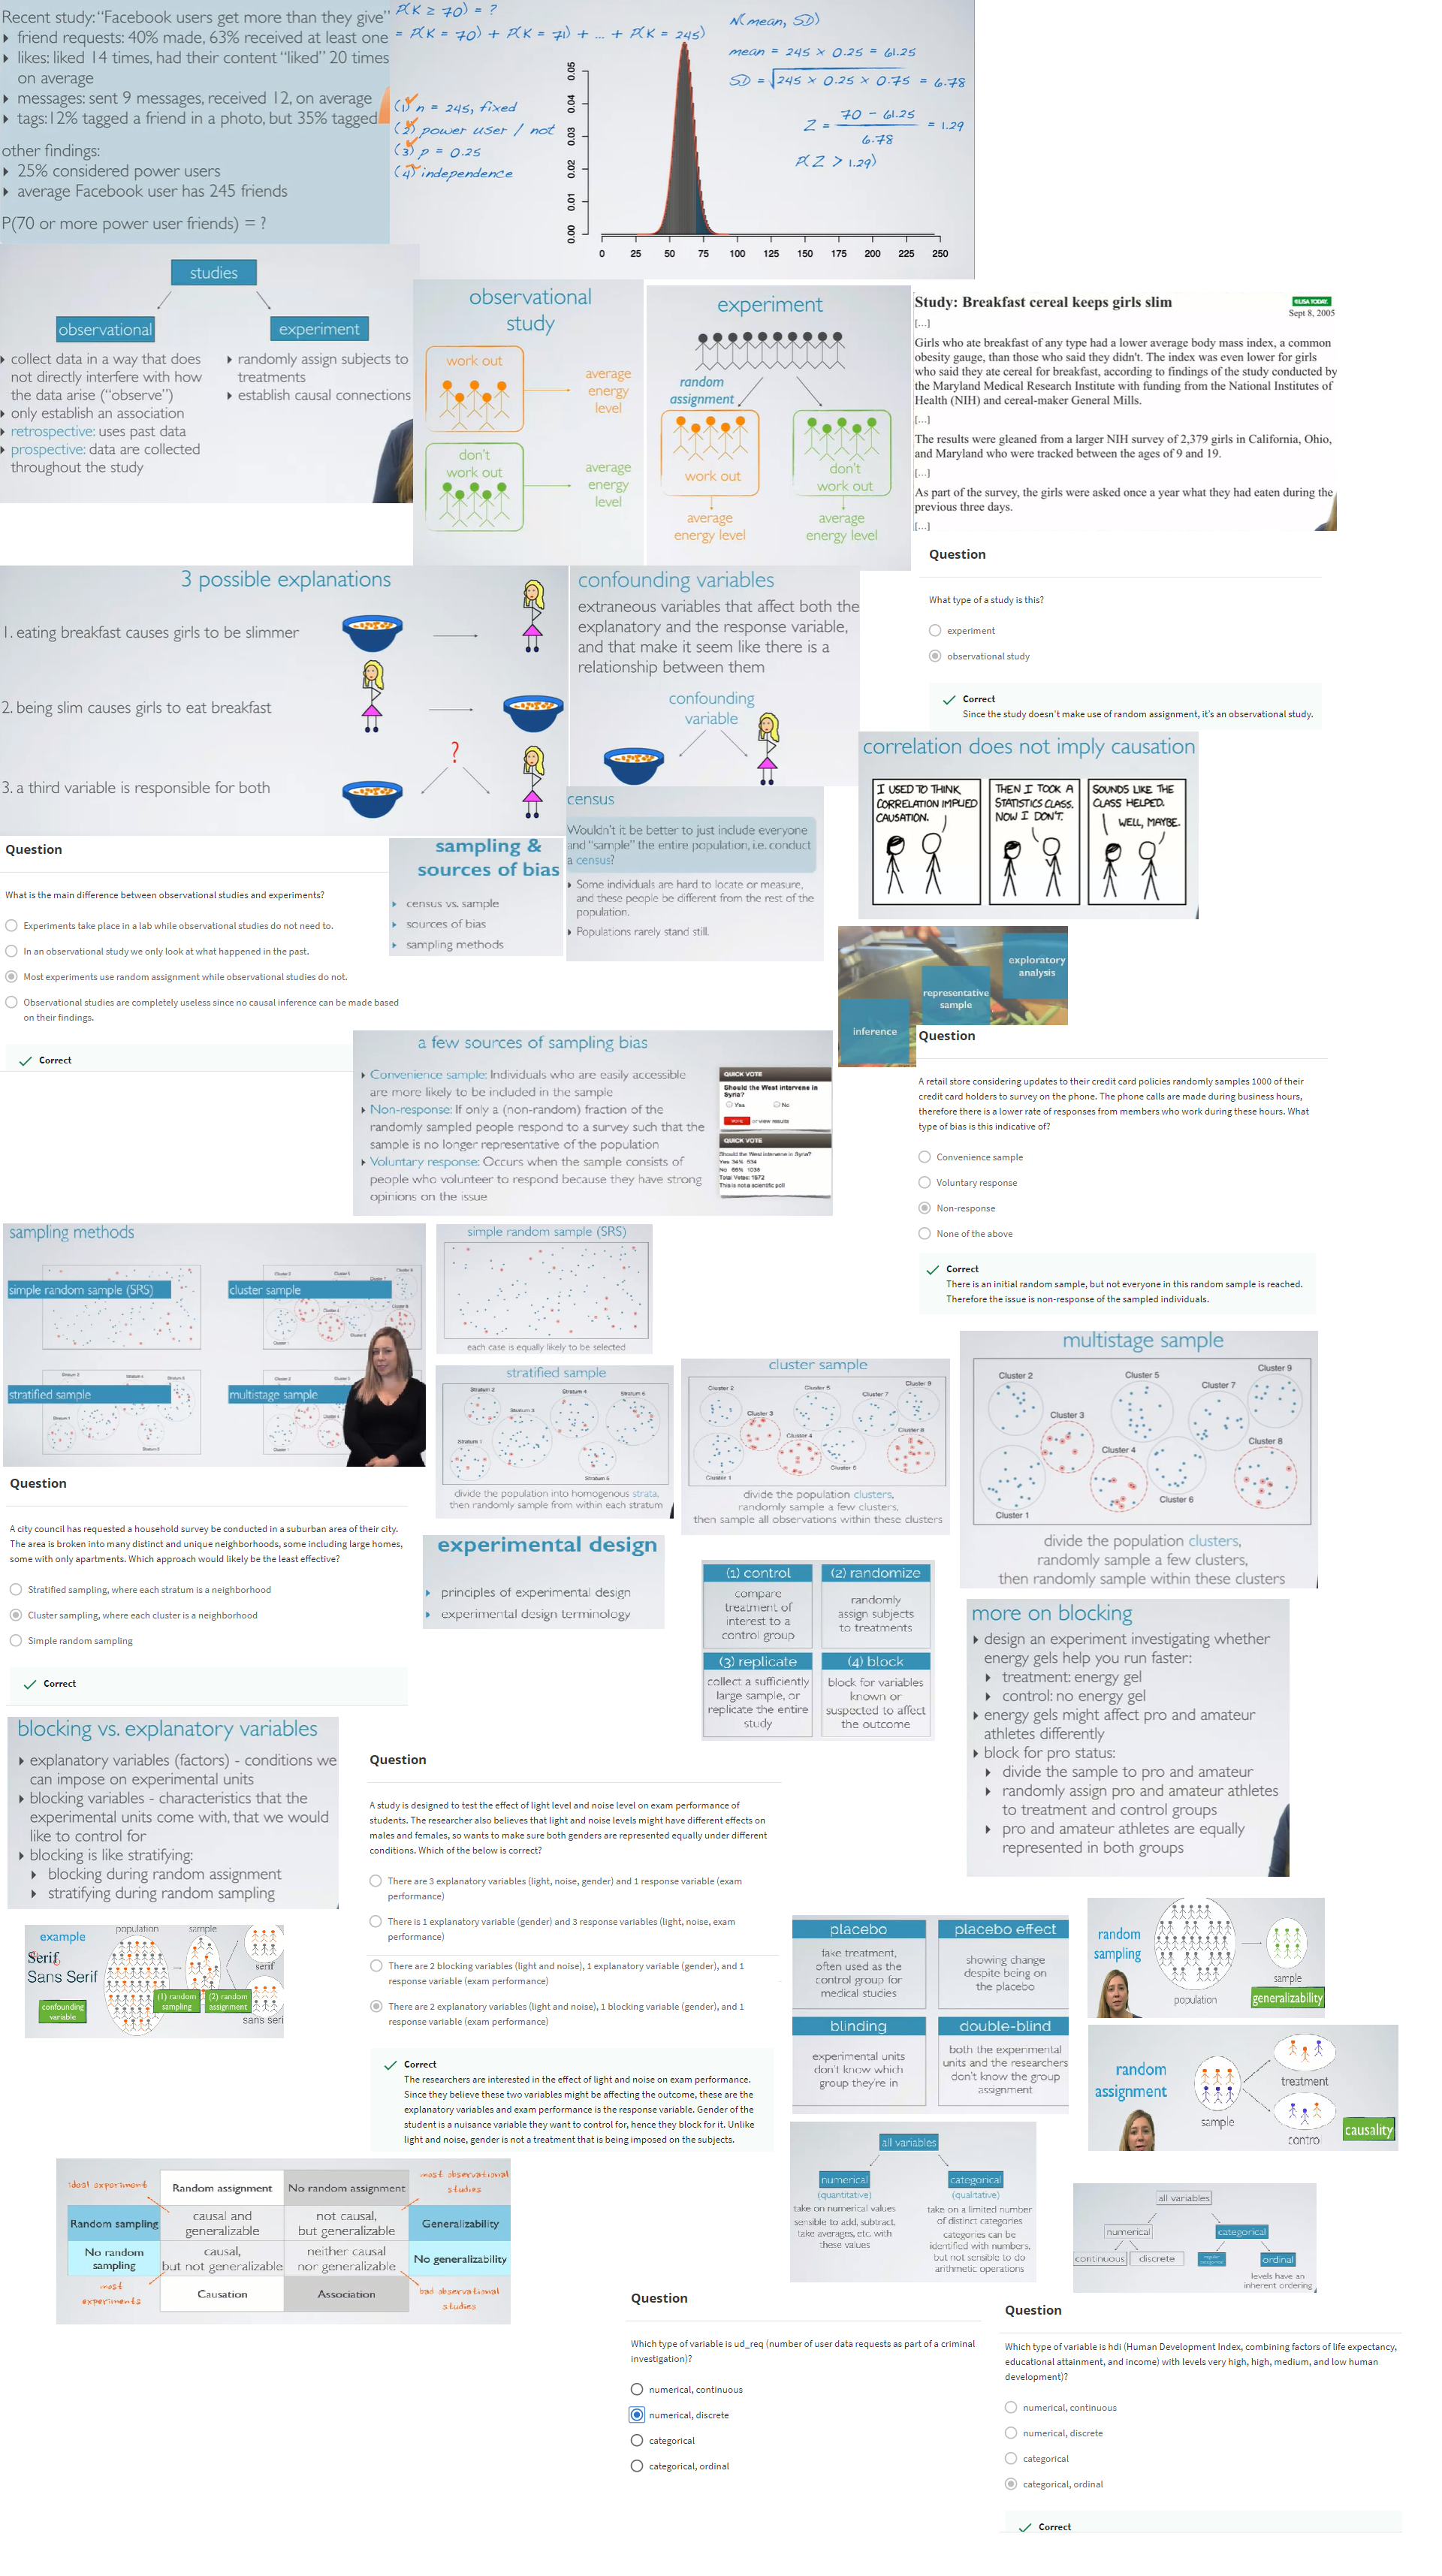 Recent study: "Facebook users get more than they give"
friend requests: 40% made, 63% received at least one
likes: liked 14 times, had their content "liked" 20 times
on average
messages: sent 9 messages, received 12, on average
tags: 12% tagged a friend in a photo, but 35% tagged
other findings:
25% considered power users
average Facebook user has 245 friends
P(70 or more power user friends) = ?
P(K ≥ 70) = ?
= P(K = 70) + P(K = 71) + ... + P(K = 245)
(1) n = 245, fixed
(2) power user / not
(3) p = 0.25
(4) independence
N(mean, SD)
mean = 245 x 0.25 = 61.25
SD = √245 x 0.25 x 0.75 = 6.78
Z = 70 - 61.25 / 6.78 = 1.29
P(Z > 1.29)
0.05
0.04
0.03
0.02
0.01
0.00
0 25 50 75 100 125 150 175 200 225 250
studies
observational
collect data in a way that does
not directly interfere with how
the data arise ("observe")
only establish an association
retrospective: uses past data
prospective: data are collected
throughout the study
experiment
randomly assign subjects to
treatments
establish causal connections
observational
study
work out
average
energy
level
don't
work out
average
energy
level
experiment
random
assignment
work out
don't
work out
average
energy level
average
energy level
Study: Breakfast cereal keeps girls slim
USA TODAY
Sept 8, 2005
[...]
Girls who ate breakfast of any type had a lower average body mass index, a common
obesity gauge, than those who said they didn't. The index was even lower for girls
who said they ate cereal for breakfast, according to findings of the study conducted by
the Maryland Medical Research Institute with funding from the National Institutes of
Health (NIH) and cereal-maker General Mills.
[...]
The results were gleaned from a larger NIH survey of 2,379 girls in California, Ohio,
and Maryland who were tracked between the ages of 9 and 19.
[...]
As part of the survey, the girls were asked once a year what they had eaten during the
previous three days.
[...]
Question
What type of a study is this?
experiment
observational study
Correct
Since the study doesn't make use of random assignment, it's an observational study.
3 possible explanations
1. eating breakfast causes girls to be slimmer
2. being slim causes girls to eat breakfast
?
3. a third variable is responsible for both
confounding variables
extraneous variables that affect both the
explanatory and the response variable,
and that make it seem like there is a
relationship between them
confounding
variable
correlation does not imply causation
I USED TO THINK
CORRELATION IMPLIED
CAUSATION.
THEN I TOOK A
STATISTICS CLASS.
NOW I DON'T.
SOUNDS LIKE THE
CLASS HELPED.
WELL, MAYBE.
Question
What is the main difference between observational studies and experiments?
Experiments take place in a lab while observational studies do not need to.
In an observational study we only look at what happened in the past.
Most experiments use random assignment while observational studies do not.
Observational studies are completely useless since no causal inference can be made based
on their findings.
Correct
sampling &
sources of bias
census vs. sample
sources of bias
sampling methods
census
Wouldn't it be better to just include everyone
and "sample" the entire population, i.e. conduct
a census?
Some individuals are hard to locate or measure,
and these people be different from the rest of the
population.
Populations rarely stand still.
exploratory
analysis
representative
sample
inference
a few sources of sampling bias
Convenience sample: Individuals who are easily accessible
are more likely to be included in the sample
Non-response: If only a (non-random) fraction of the
randomly sampled people respond to a survey such that the
sample is no longer representative of the population
Voluntary response: Occurs when the sample consists of
people who volunteer to respond because they have strong
opinions on the issue
QUICK VOTE
Should the West intervene in
Syria?
Yes No
or view results
QUICK VOTE
Should the West intervene in Syria?
Yes 34% 534
No 66% 1038
Total Votes: 1572
This is not a scientific poll
Question
A retail store considering updates to their credit card policies randomly samples 1000 of their
credit card holders to survey on the phone. The phone calls are made during business hours,
therefore there is a lower rate of responses from members who work during these hours. What
type of bias is this indicative of?
Convenience sample
Voluntary response
Non-response
None of the above
Correct
There is an initial random sample, but not everyone in this random sample is reached.
Therefore the issue is non-response of the sampled individuals.
sampling methods
simple random sample (SRS)
cluster sample
stratified sample
multistage sample
simple random sample (SRS)
each case is equally likely to be selected
stratified sample
Stratum 2
Stratum 4
Stratum 6
Stratum 3
Stratum 1
Stratum 5
divide the population into homogenous strata,
then randomly sample from within each stratum
cluster sample
Cluster 9
Cluster 2
Cluster 5
Cluster 7
Cluster 3
Cluster 8
Cluster 4
Cluster 6
Cluster 1
divide the population clusters,
randomly sample a few clusters,
then sample all observations within these clusters
multistage sample
Cluster 9
Cluster 2
Cluster 5
Cluster 7
Cluster 3
Cluster 8
Cluster 4
Cluster 6
Cluster 1
divide the population clusters,
randomly sample a few clusters,
then randomly sample within these clusters
Question
A city council has requested a household survey be conducted in a suburban area of their city.
The area is broken into many distinct and unique neighborhoods, some including large homes,
some with only apartments. Which approach would likely be the least effective?
Stratified sampling, where each stratum is a neighborhood
Cluster sampling, where each cluster is a neighborhood
Simple random sampling
Correct
experimental design
principles of experimental design
experimental design terminology
(1) control
compare
treatment of
interest to a
control group
(2) randomize
randomly
assign subjects
to treatments
(3) replicate
collect a sufficiently
large sample, or
replicate the entire
study
(4) block
block for variables
known or
suspected to affect
the outcome
more on blocking
design an experiment investigating whether
energy gels help you run faster:
treatment: energy gel
control: no energy gel
energy gels might affect pro and amateur
athletes differently
block for pro status:
divide the sample to pro and amateur
randomly assign pro and amateur athletes
to treatment and control groups
pro and amateur athletes are equally
represented in both groups
blocking vs. explanatory variables
explanatory variables (factors) - conditions we
can impose on experimental units
blocking variables - characteristics that the
experimental units come with, that we would
like to control for
blocking is like stratifying:
blocking during random assignment
stratifying during random sampling
Question
A study is designed to test the effect of light level and noise level on exam performance of
students. The researcher also believes that light and noise levels might have different effects on
males and females, so wants to make sure both genders are represented equally under different
conditions. Which of the below is correct?
There are 3 explanatory variables (light, noise, gender) and 1 response variable (exam
performance)
There is 1 explanatory variable (gender) and 3 response variables (light, noise, exam
performance)
There are 2 blocking variables (light and noise), 1 explanatory variable (gender), and 1
response variable (exam performance)
There are 2 explanatory variables (light and noise), 1 blocking variable (gender), and 1
response variable (exam performance)
Correct
The researchers are interested in the effect of light and noise on exam performance.
Since they believe these two variables might be affecting the outcome, these are the
explanatory variables and exam performance is the response variable. Gender of the
student is a nuisance variable they want to control for, hence they block for it. Unlike
light and noise, gender is not a treatment that is being imposed on the subjects.
example
Serif
Sans Serif
confounding
variable
population
sample
(1) random
sampling
(2) random
assignment
serif
sans seri
placebo
fake treatment,
often used as the
control group for
medical studies
placebo effect
showing change
despite being on
the placebo
blinding
experimental units
don't know which
group they're in
double-blind
both the experimental
units and the researchers
don't know the group
assignment
random
sampling
population
sample
generalizability
random
assignment
sample
treatment
control
causality
ideal experiment
Random assignment
No random assignment
most observational
studies
Random sampling
causal and
generalizable
not causal,
but generalizable
Generalizability
No random
sampling
causal,
but not generalizable
neither causal
nor generalizable
No generalizability
most
experiments
Causation
Association
bad observational
studies
all variables
numerical
(quantitative)
take on numerical values
sensible to add, subtract,
take averages, etc. with
these values
categorical
(qualitative)
take on a limited number
of distinct categories
categories can be
identified with numbers,
but not sensible to do
arithmetic operations
all variables
numerical
categorical
continuous
discrete
ordinal
levels have an
inherent ordering
Question
Which type of variable is ud_req (number of user data requests as part of a criminal
investigation)?
numerical, continuous
numerical, discrete
categorical
categorical, ordinal
Question
Which type of variable is hdi (Human Development Index, combining factors of life expectancy,
educational attainment, and income) with levels very high, high, medium, and low human
development)?
numerical, continuous
numerical, discrete
categorical
categorical, ordinal
Correct